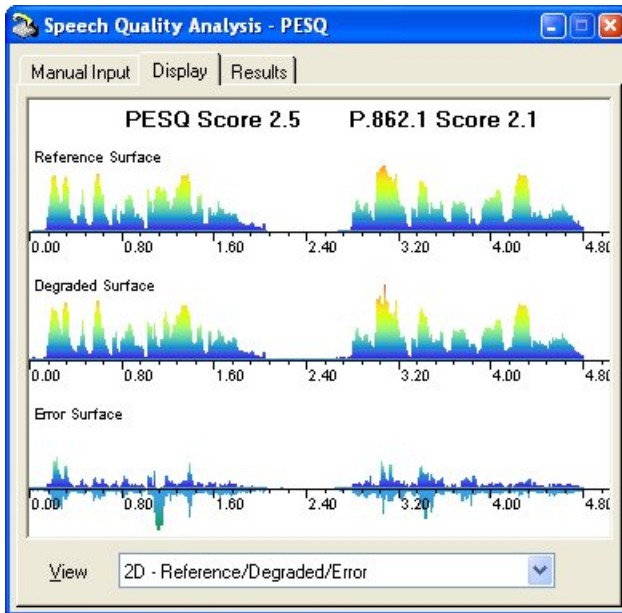 Speech Quality Analysis - PESQ
Manual Input Display Results
PESQ Score 2.5 P.862.1 Score 2.1
Reference Surface
0.00 0.80 1.60 2.40 3.20 4.00 4.80
Degraded Surface
0.00 0.80 1.60 2.40 3.20 4.00 4.80
Error Surface
0.00 0.80 1.60 2.40 3.20 4.00 4.80
View 2D - Reference/Degraded/Error